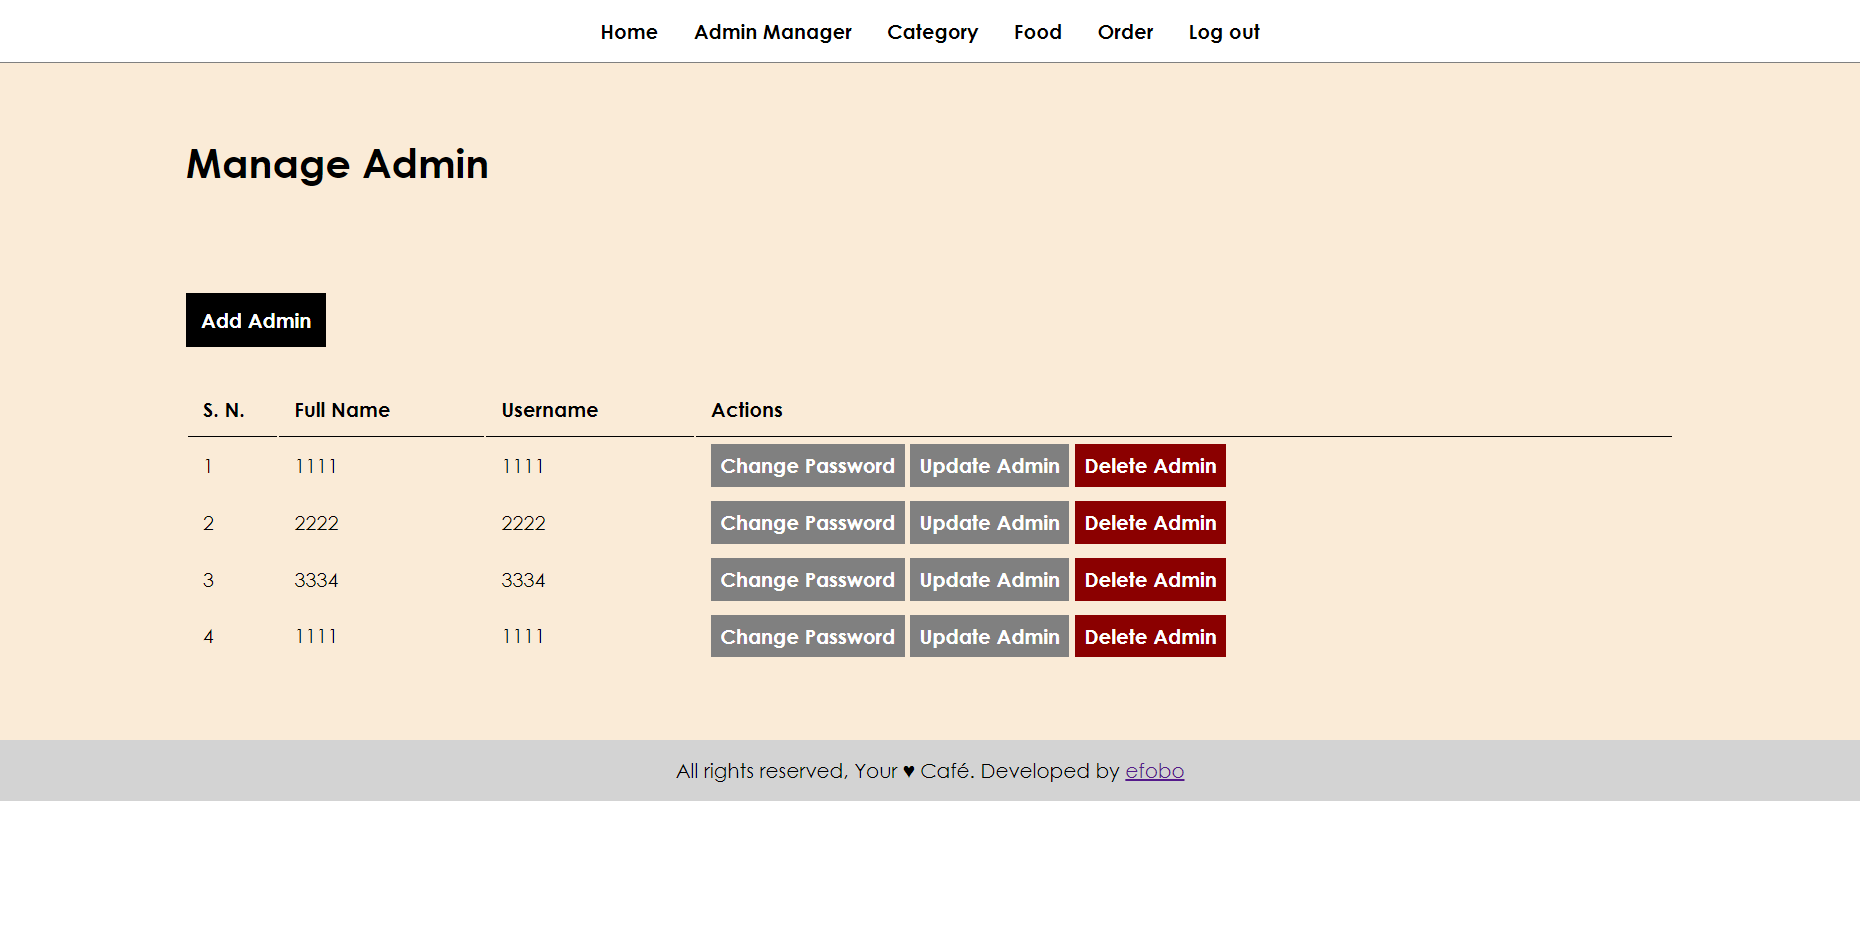 Home Admin Manager Category Food Order Log out
Manage Admin
Add Admin
S. N. Full Name Username Actions
1 1111 1111 Change Password Update Admin Delete Admin
2 2222 2222 Change Password Update Admin Delete Admin
3 3334 3334 Change Password Update Admin Delete Admin
4 1111 1111 Change Password Update Admin Delete Admin
All rights reserved, Your ♥ Café. Developed by efobo